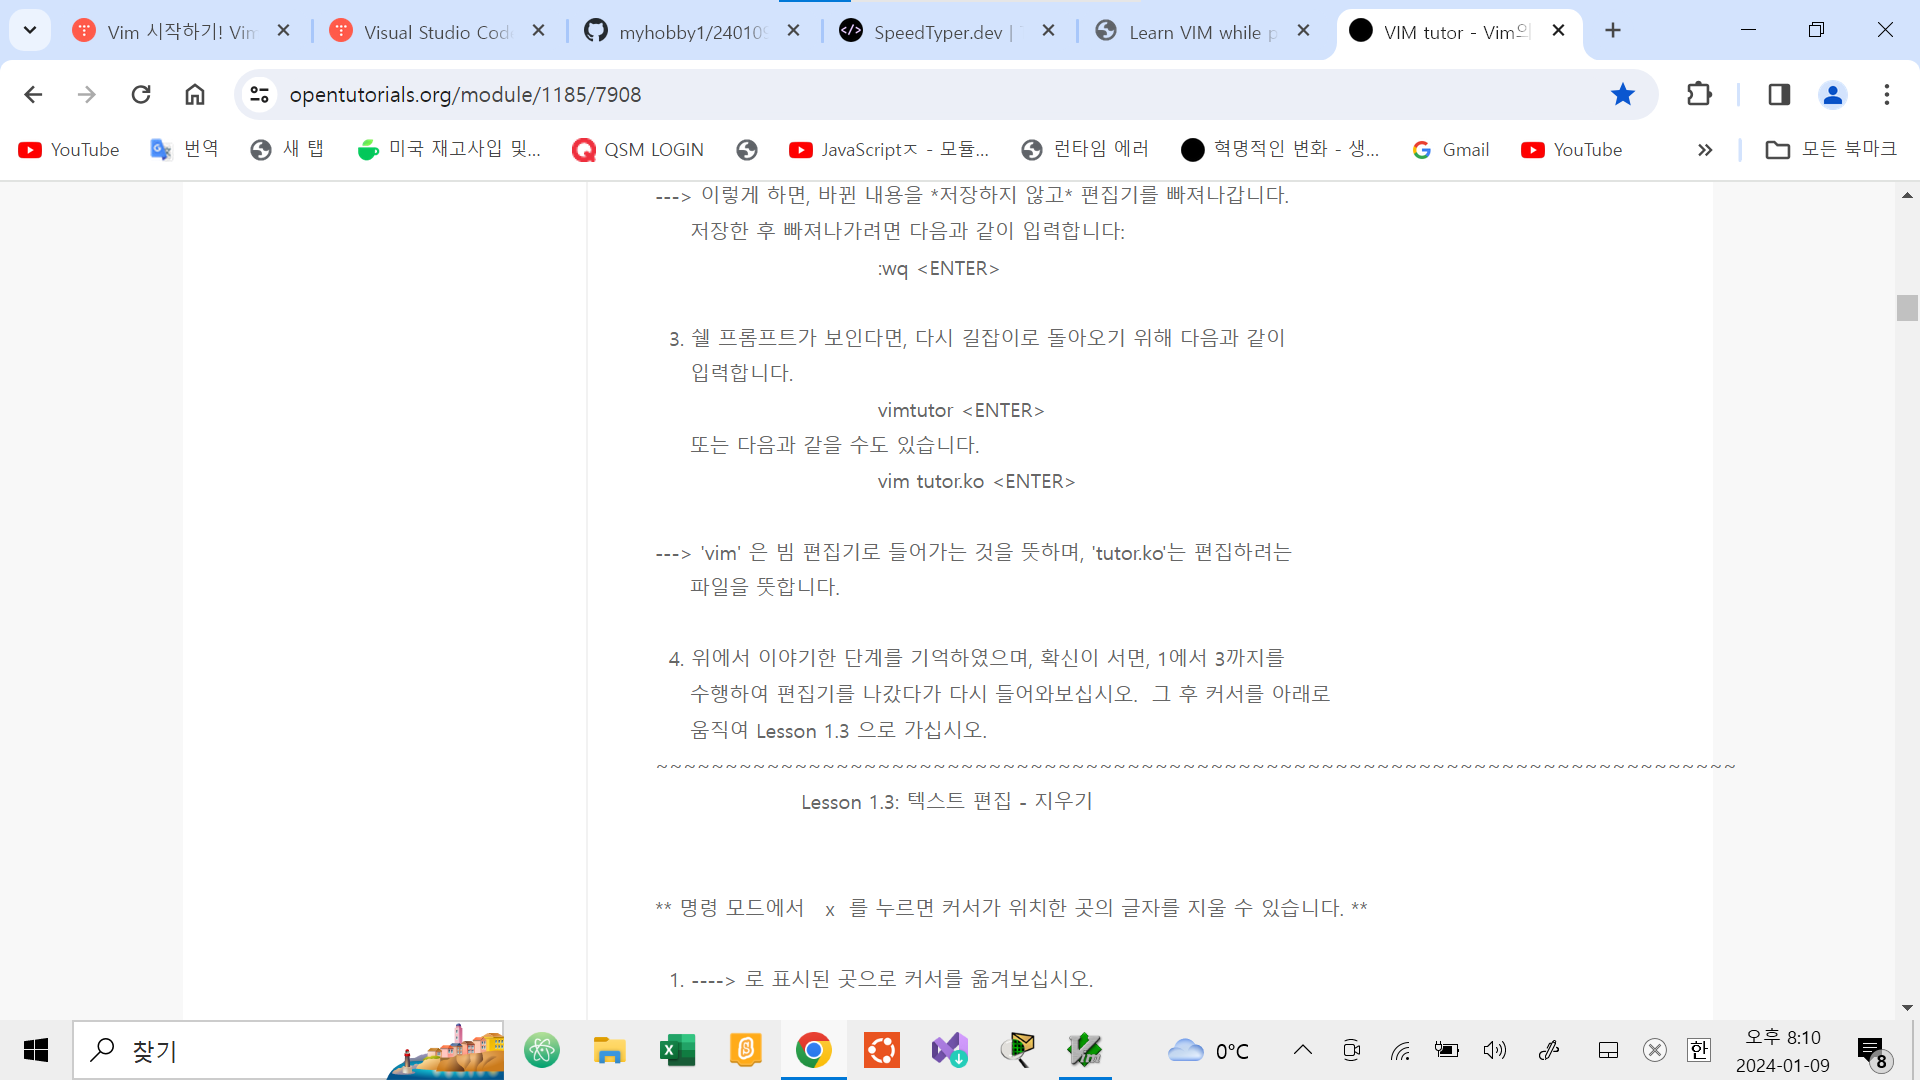 Vim 시작하기! Vim
Visual Studio Code
myhobby1/240109
SpeedTyper.dev |
Learn VIM while p
VIM tutor - Vim의
opentutorials.org/module/1185/7908
YouTube
번역
새 탭
미국 재고사입 및...
QSM LOGIN
JavaScriptㅈ - 모듈...
런타임 에러
혁명적인 변화 - 생...
Gmail
YouTube
모든 북마크
---> 이렇게 하면, 바뀐 내용을 *저장하지 않고* 편집기를 빠져나갑니다.
저장한 후 빠져나가려면 다음과 같이 입력합니다:
:wq <ENTER>
3. 쉘 프롬프트가 보인다면, 다시 길잡이로 돌아오기 위해 다음과 같이
입력합니다.
vimtutor <ENTER>
또는 다음과 같을 수도 있습니다.
vim tutor.ko <ENTER>
---> 'vim' 은 빔 편집기로 들어가는 것을 뜻하며, 'tutor.ko'는 편집하려는
파일을 뜻합니다.
4. 위에서 이야기한 단계를 기억하였으며, 확신이 서면, 1에서 3까지를
수행하여 편집기를 나갔다가 다시 들어와보십시오. 그 후 커서를 아래로
움직여 Lesson 1.3 으로 가십시오.
~~~~~~~~~~~~~~~~~~~~~~~~~~~~~~~~~~~~~~~~~~~~~~~~~~~~~~~~~~~~~~~~~~~~~~~~~~~~~~
Lesson 1.3: 텍스트 편집 - 지우기
** 명령 모드에서 x 를 누르면 커서가 위치한 곳의 글자를 지울 수 있습니다. **
1. ----> 로 표시된 곳으로 커서를 옮겨보십시오.
찾기
0°C
한
오후 8:10
2024-01-09
8